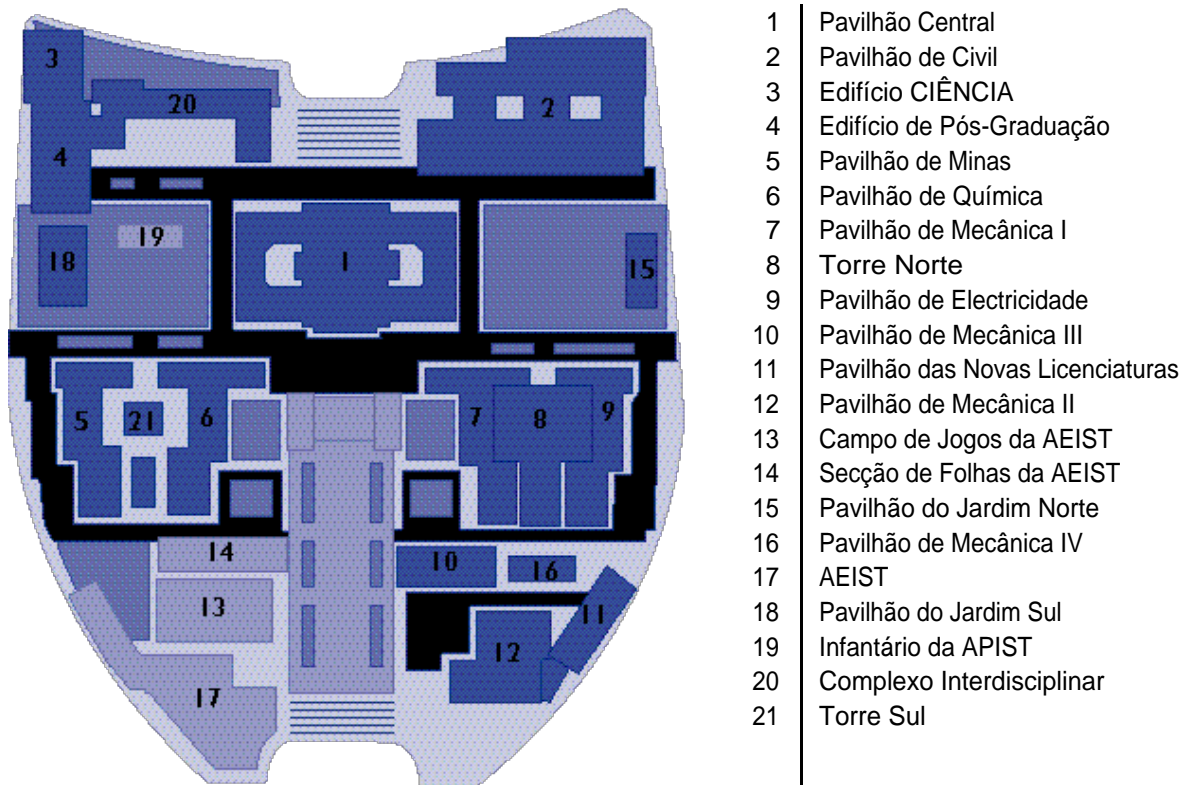 3
20
2
4
19
18
1
15
5
21
6
7
8
9
14
10
16
13
11
12
17
1 Pavilhão Central
2 Pavilhão de Civil
3 Edifício CIÊNCIA
4 Edifício de Pós-Graduação
5 Pavilhão de Minas
6 Pavilhão de Química
7 Pavilhão de Mecânica I
8 Torre Norte
9 Pavilhão de Electricidade
10 Pavilhão de Mecânica III
11 Pavilhão das Novas Licenciaturas
12 Pavilhão de Mecânica II
13 Campo de Jogos da AEIST
14 Secção de Folhas da AEIST
15 Pavilhão do Jardim Norte
16 Pavilhão de Mecânica IV
17 AEIST
18 Pavilhão do Jardim Sul
19 Infantário da APIST
20 Complexo Interdisciplinar
21 Torre Sul